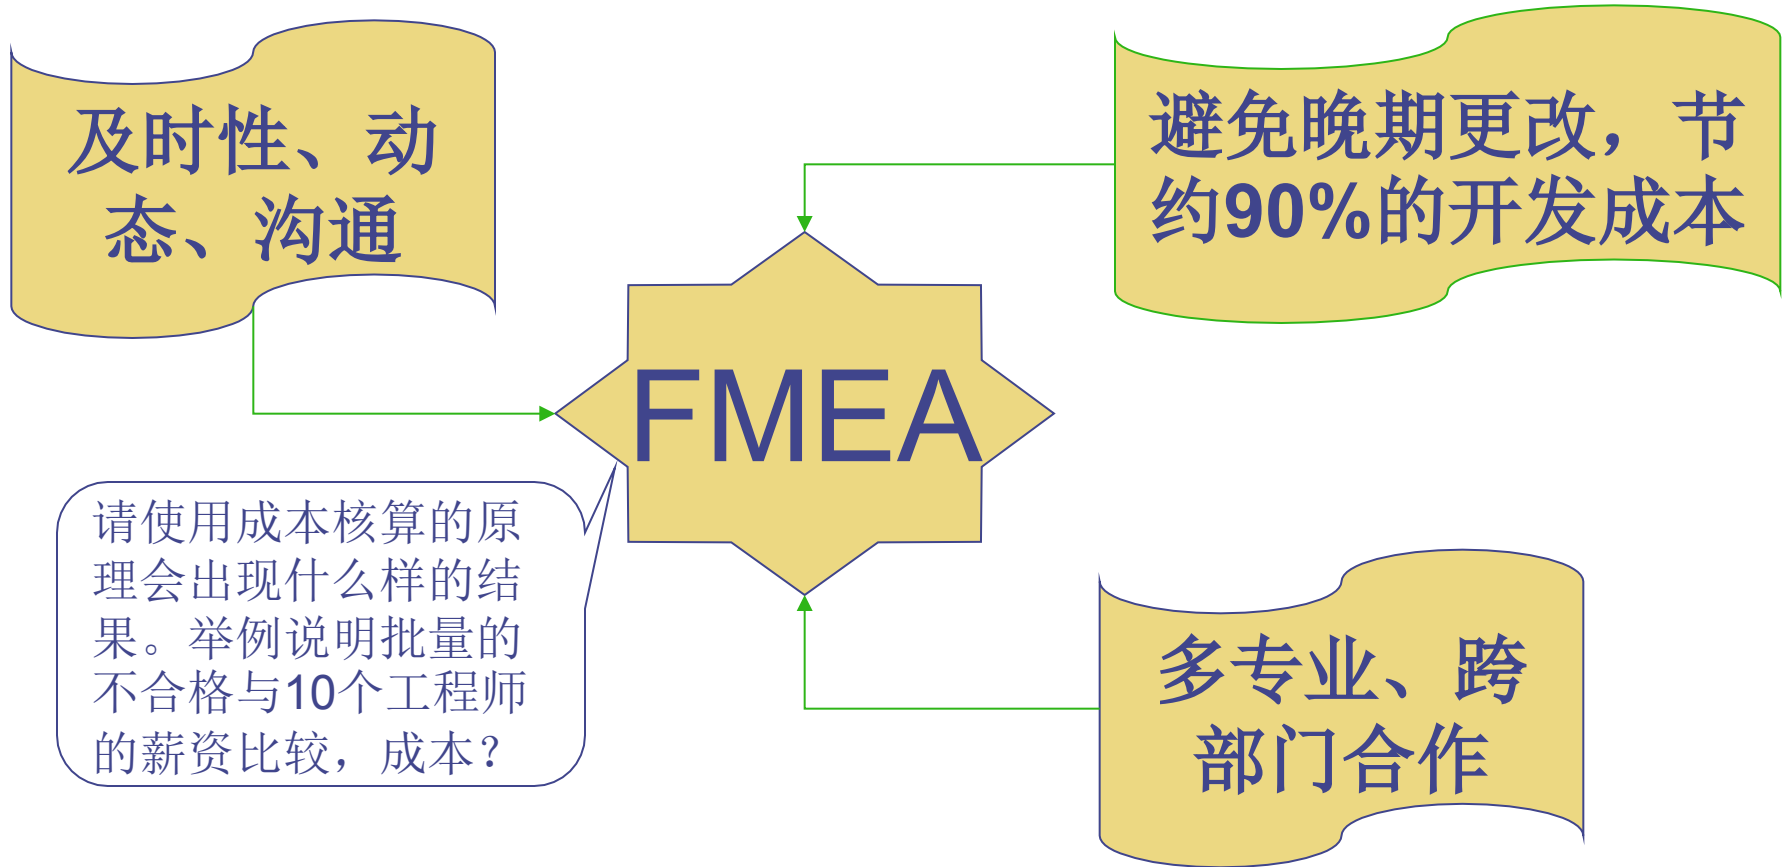 及时性、动
态、沟通
避免晚期更改，节
约90%的开发成本
FMEA
请使用成本核算的原
理会出现什么样的结
果。举例说明批量的
不合格与10个工程师
的薪资比较，成本？
多专业、跨
部门合作